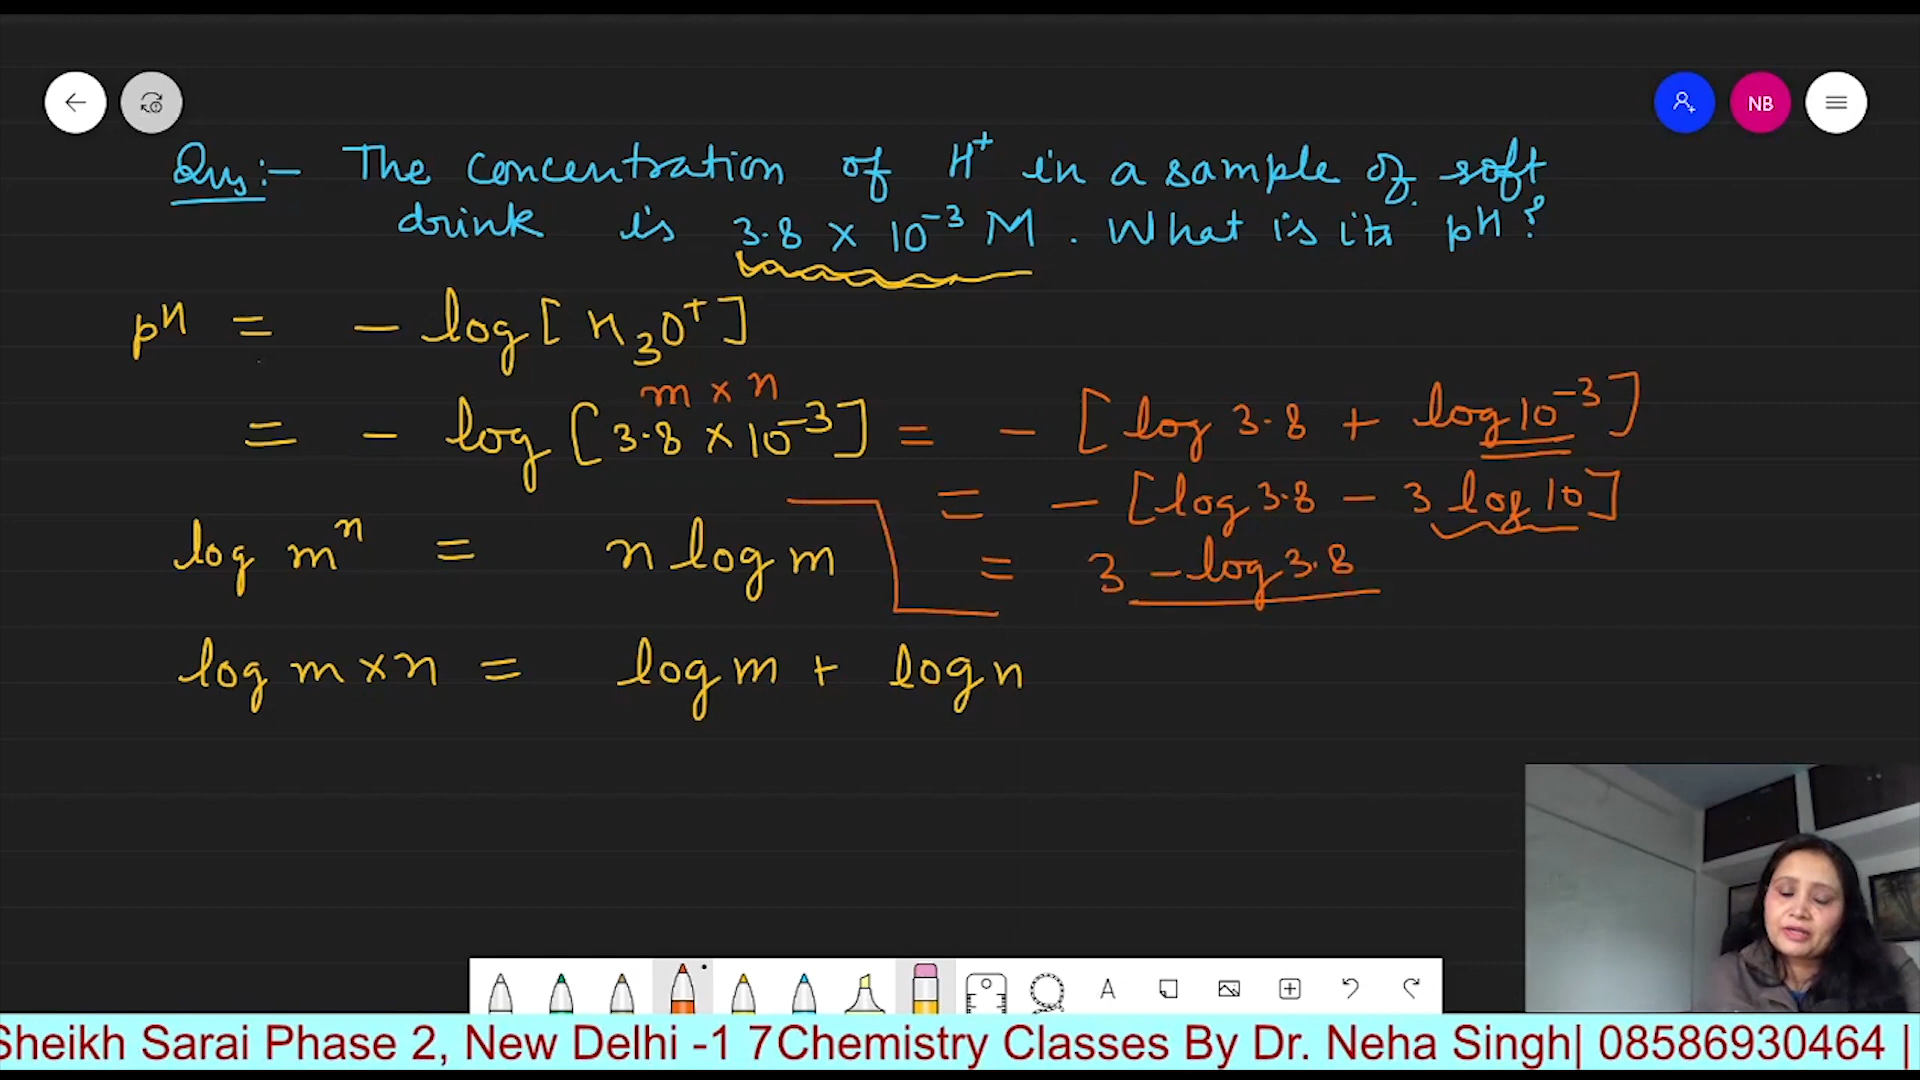 NB
Qus:- The concentration of H⁺ in a sample of soft
drink is 3.8 × 10⁻³ M. What is its pH?
pH = - log [H₃O⁺]
m × n
= - log [3.8 × 10⁻³] = - [log 3.8 + log 10⁻³]
= - [log 3.8 - 3 log 10]
log mⁿ = n log m
= 3 - log 3.8
log m × n = log m + log n
A
Sheikh Sarai Phase 2, New Delhi -1 7Chemistry Classes By Dr. Neha Singh| 08586930464 |